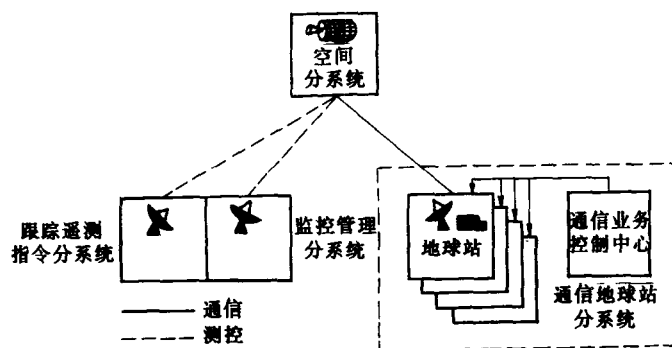 空间
分系统
跟踪遥测
指令分系统
监控管理
分系统
地球站
通信业务
控制中心
通信地球站
分系统
通信
测控